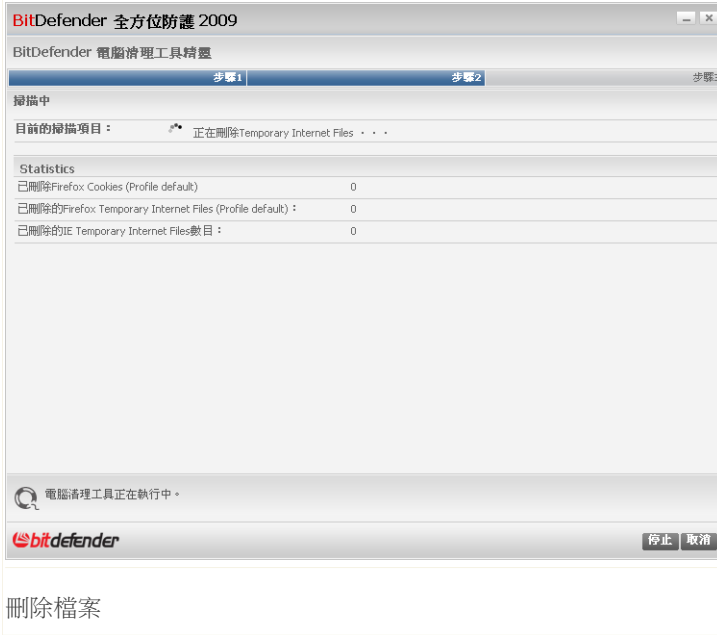 BitDefender 全方位防護 2009
BitDefender 電腦清理工具精靈
步驟1 步驟2 步驟3
掃描中
目前的掃描項目： 正在刪除Temporary Internet Files ・・・
Statistics
已刪除Firefox Cookies (Profile default) 0
已刪除的Firefox Temporary Internet Files (Profile default)： 0
已刪除的IE Temporary Internet Files數目： 0
電腦清理工具正在執行中。
bitdefender
停止 取消
刪除檔案